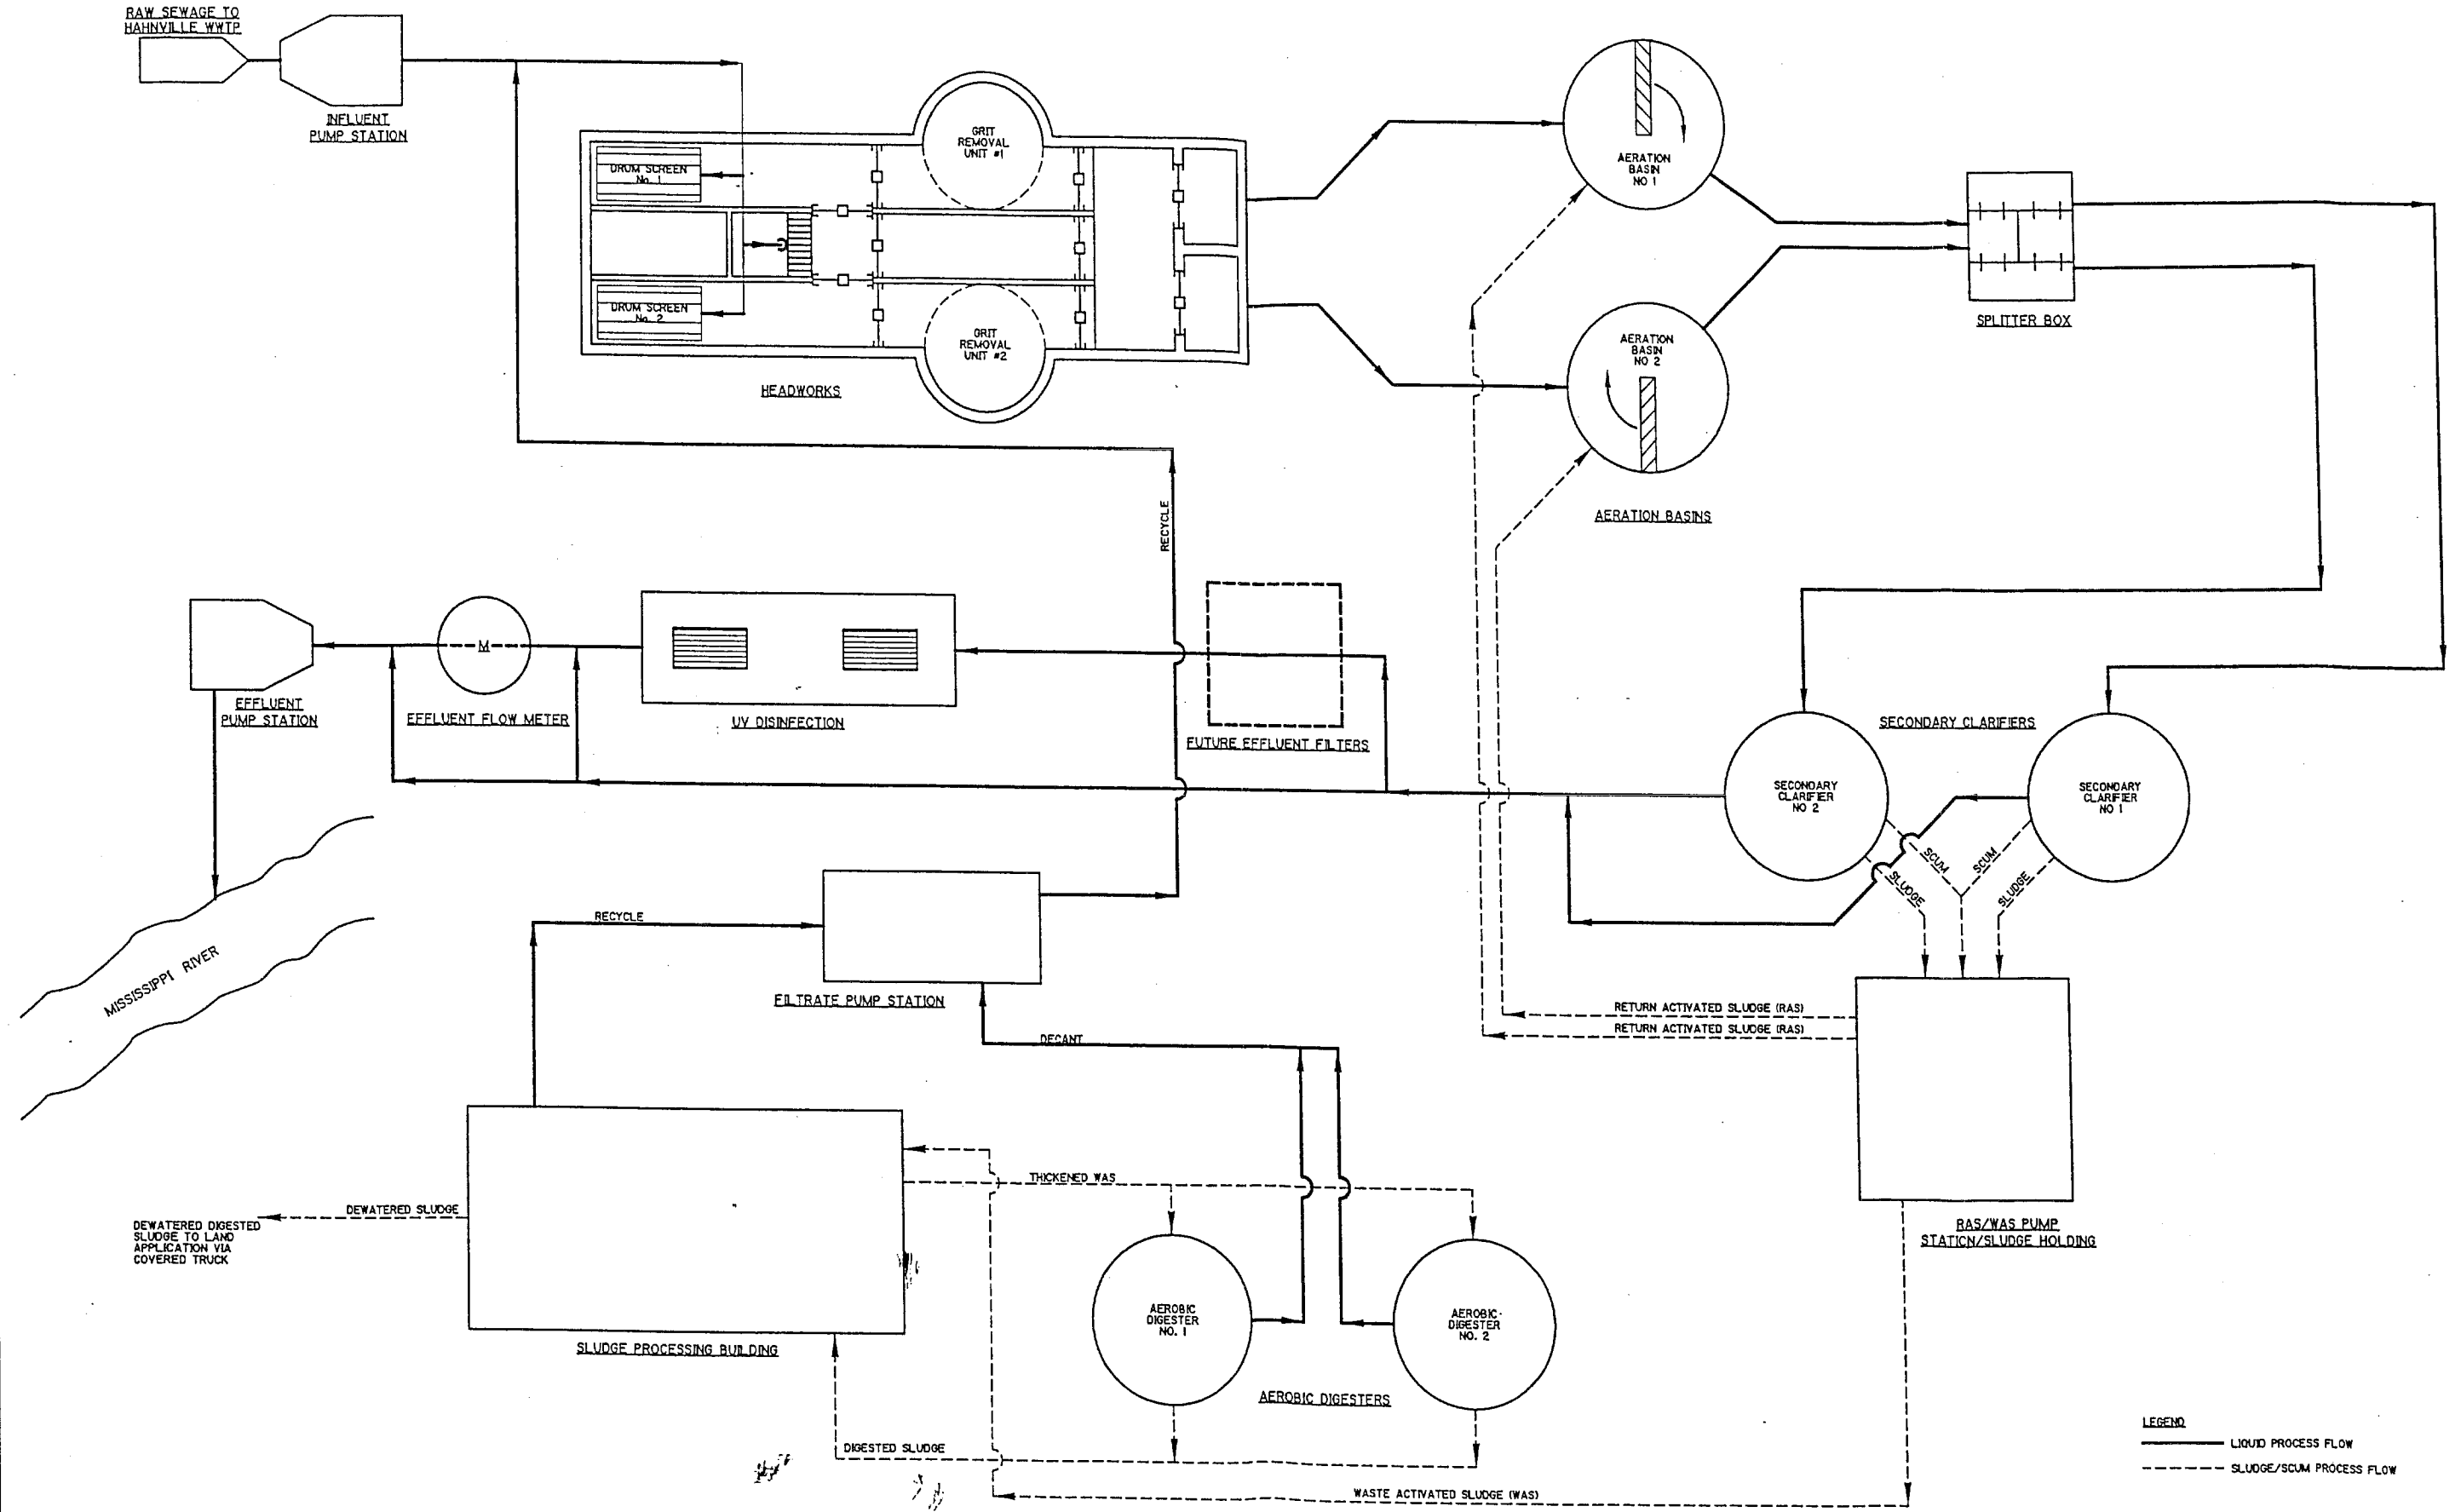 RAW SEWAGE TO
HAHNVILLE WWTP
INFLUENT
PUMP STATION
DRUM SCREEN
No. 1
DRUM SCREEN
No. 2
GRIT
REMOVAL
UNIT #1
GRIT
REMOVAL
UNIT #2
HEADWORKS
AERATION
BASIN
NO 1
AERATION
BASIN
NO 2
AERATION BASINS
SPLITTER BOX
RECYCLE
EFFLUENT
PUMP STATION
M
EFFLUENT FLOW METER
UV DISINFECTION
FUTURE EFFLUENT FILTERS
SECONDARY CLARIFIERS
SECONDARY
CLARIFIER
NO 2
SECONDARY
CLARIFIER
NO 1
SCUM
SCUM
SLUDGE
SLUDGE
MISSISSIPPI RIVER
RECYCLE
FILTRATE PUMP STATION
DECANT
RETURN ACTIVATED SLUDGE (RAS)
RETURN ACTIVATED SLUDGE (RAS)
RAS/WAS PUMP
STATION/SLUDGE HOLDING
THICKENED WAS
DEWATERED SLUDGE
DEWATERED DIGESTED
SLUDGE TO LAND
APPLICATION VIA
COVERED TRUCK
SLUDGE PROCESSING BUILDING
AEROBIC
DIGESTER
NO. 1
AEROBIC
DIGESTER
NO. 2
AEROBIC DIGESTERS
DIGESTED SLUDGE
WASTE ACTIVATED SLUDGE (WAS)
LEGEND
LIQUID PROCESS FLOW
SLUDGE/SCUM PROCESS FLOW